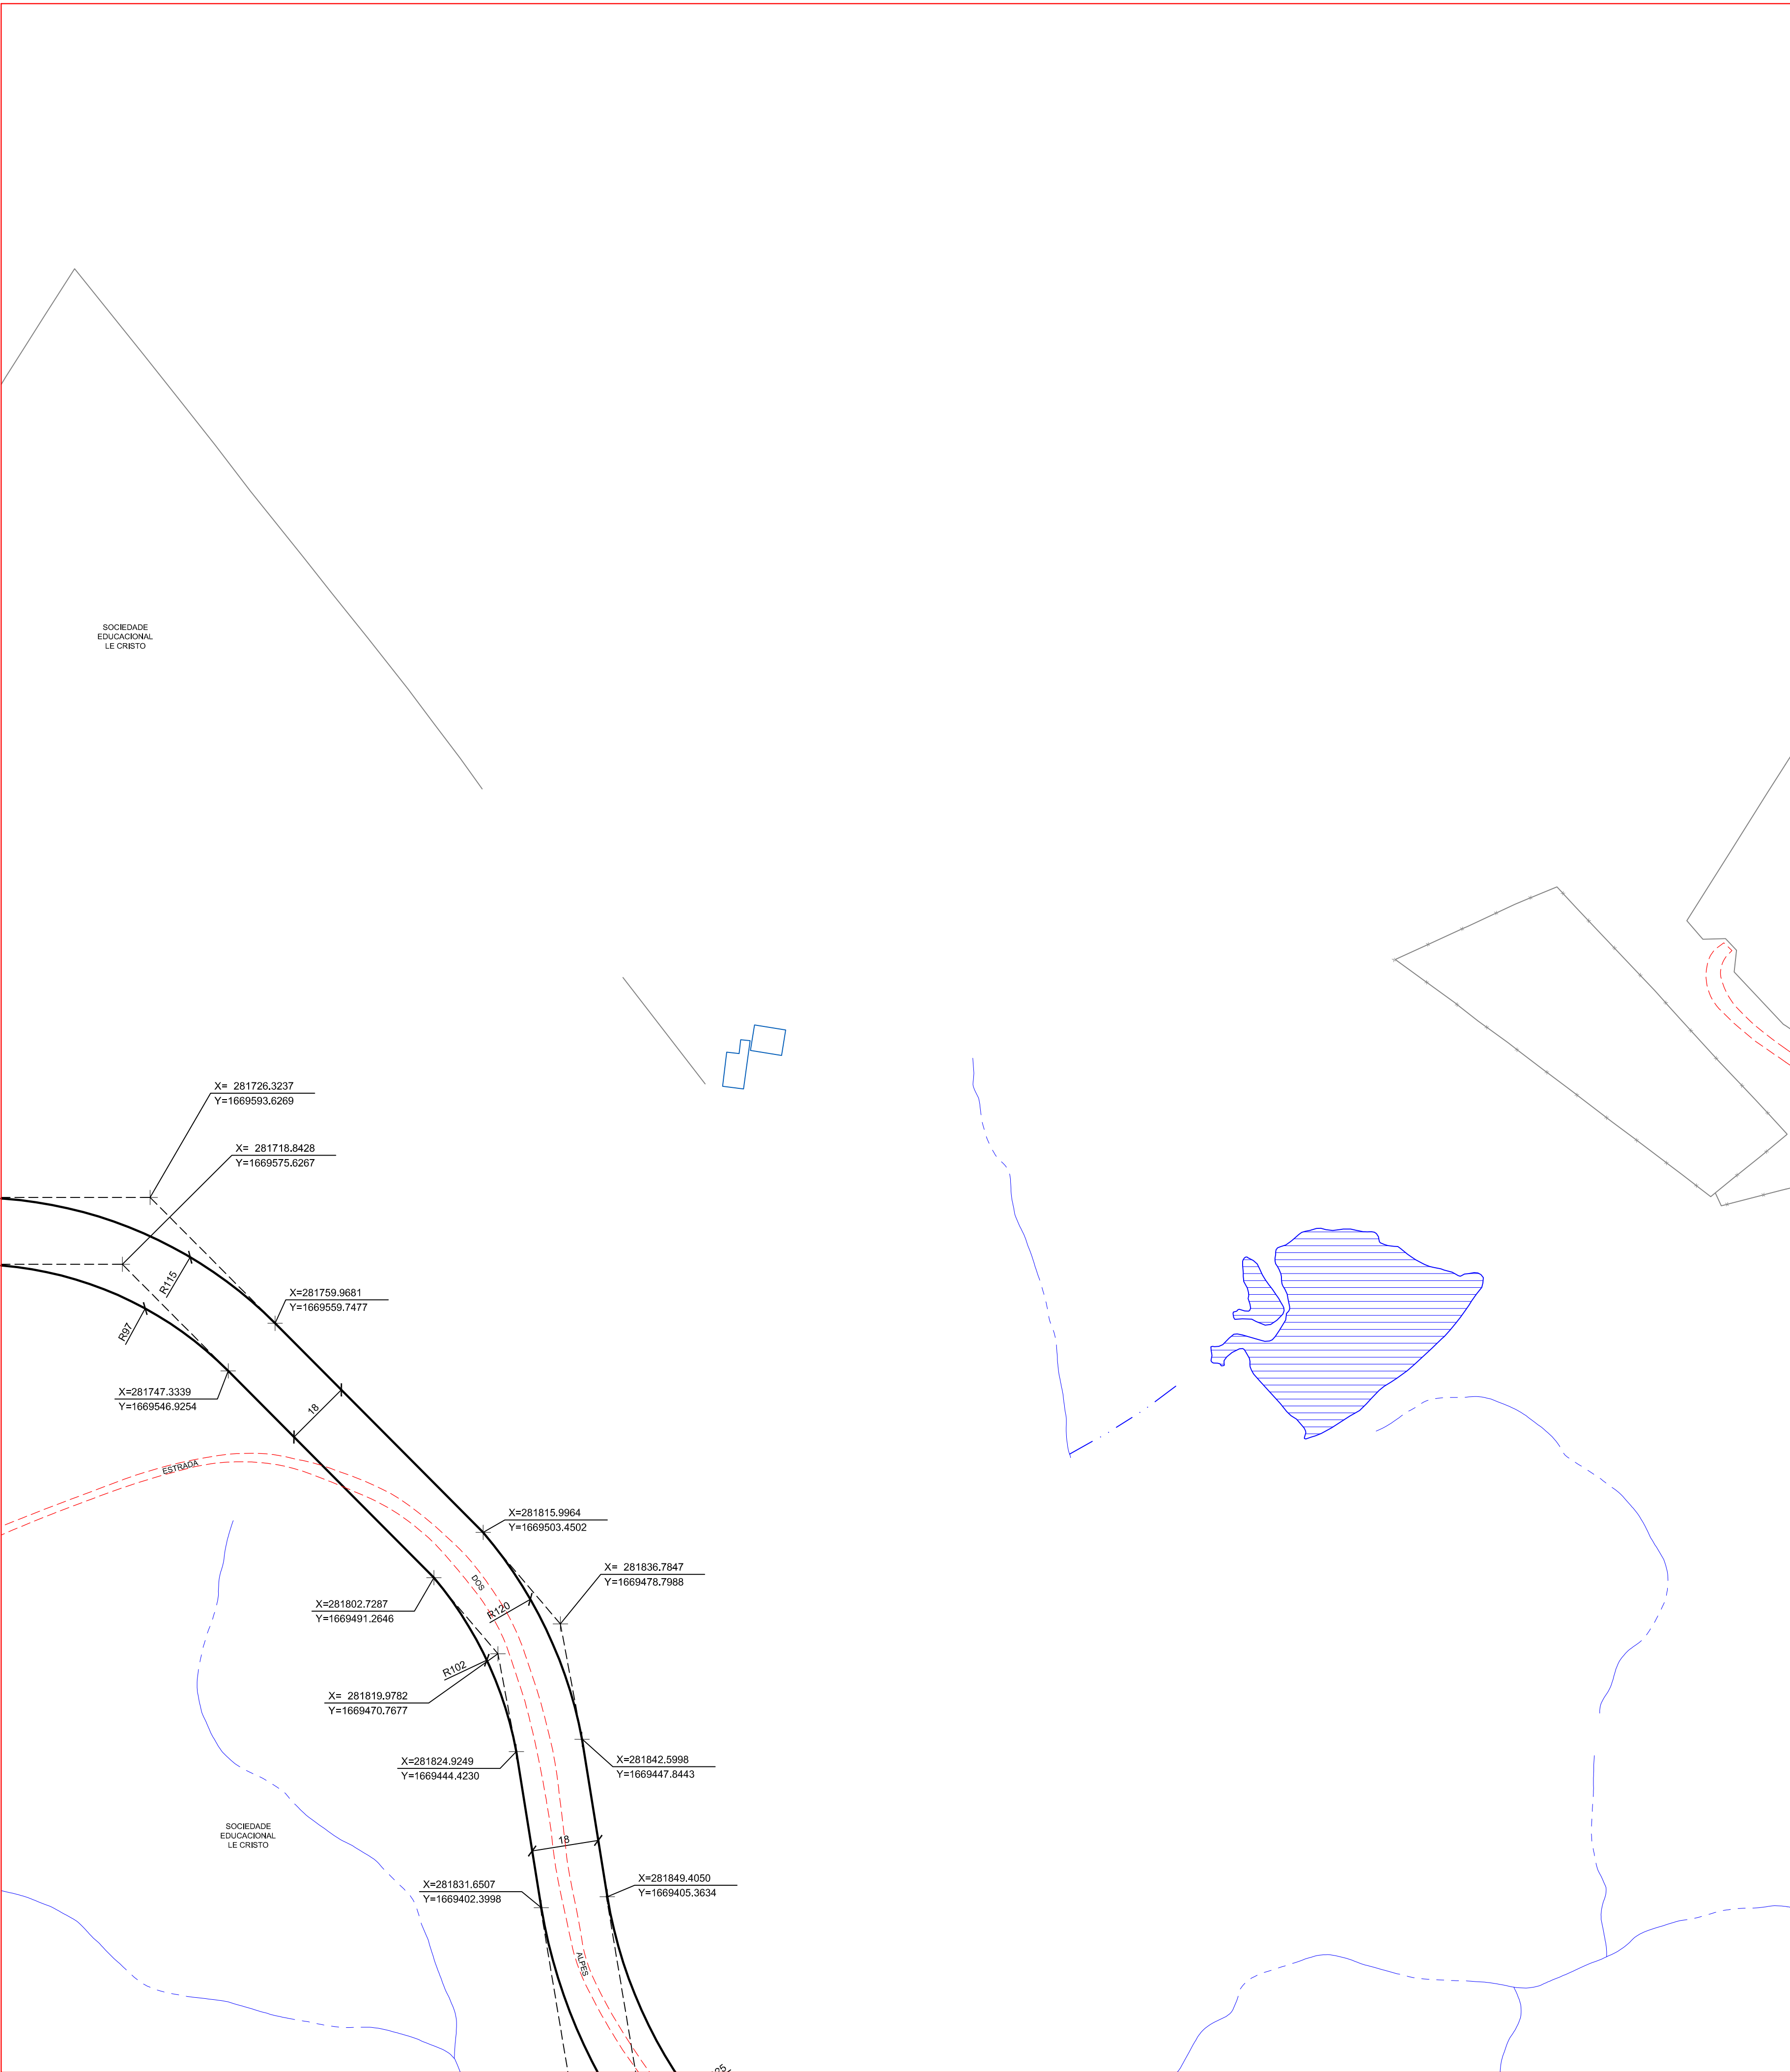 SOCIEDADE
EDUCACIONAL
LE CRISTO
X= 281726.3237
Y=1669593.6269
X= 281718.8428
Y=1669575.6267
R115
X=281759.9681
Y=1669559.7477
R97
X=281747.3339
Y=1669546.9254
18
ESTRADA
X=281815.9964
Y=1669503.4502
X= 281836.7847
Y=1669478.7988
DOS
X=281802.7287
Y=1669491.2646
R120
R102
X= 281819.9782
Y=1669470.7677
X=281824.9249
Y=1669444.4230
X=281842.5998
Y=1669447.8443
SOCIEDADE
EDUCACIONAL
LE CRISTO
18
X=281831.6507
Y=1669402.3998
X=281849.4050
Y=1669405.3634
ALPES